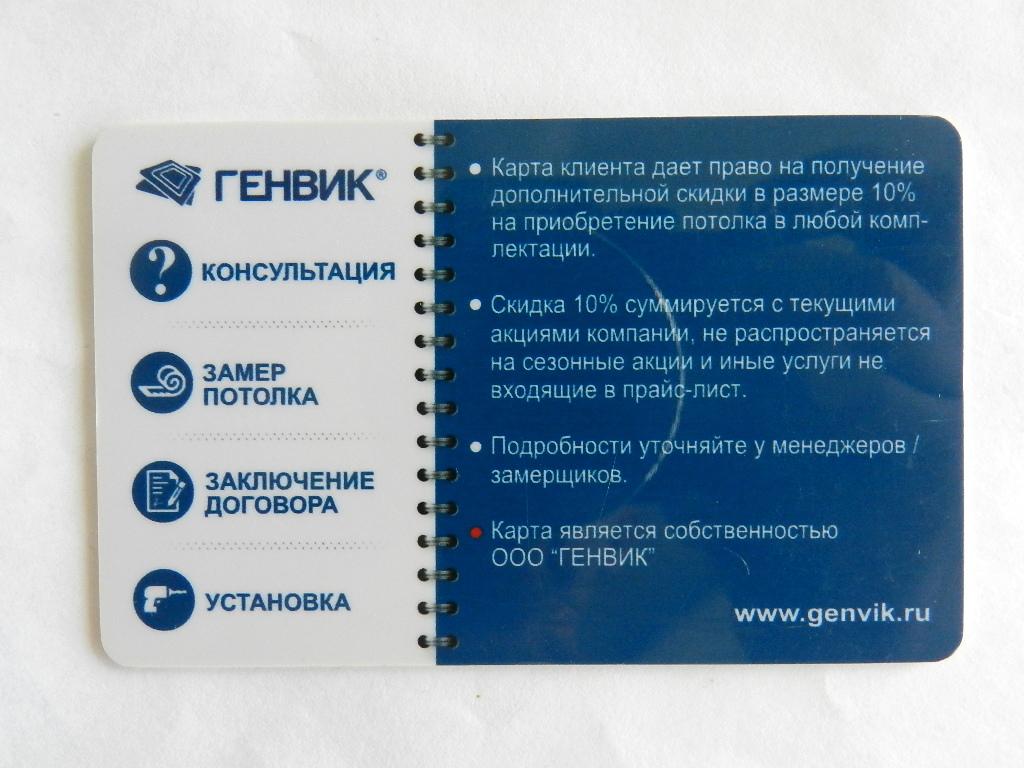 ГЕНВИК®
КОНСУЛЬТАЦИЯ
ЗАМЕР
ПОТОЛКА
ЗАКЛЮЧЕНИЕ
ДОГОВОРА
УСТАНОВКА
• Карта клиента дает право на получение
дополнительной скидки в размере 10%
на приобретение потолка в любой комп-
лектации.
• Скидка 10% суммируется с текущими
акциями компании, не распространяется
на сезонные акции и иные услуги не
входящие в прайс-лист.
• Подробности уточняйте у менеджеров /
замерщиков.
• Карта является собственностью
ООО "ГЕНВИК"
www.genvik.ru